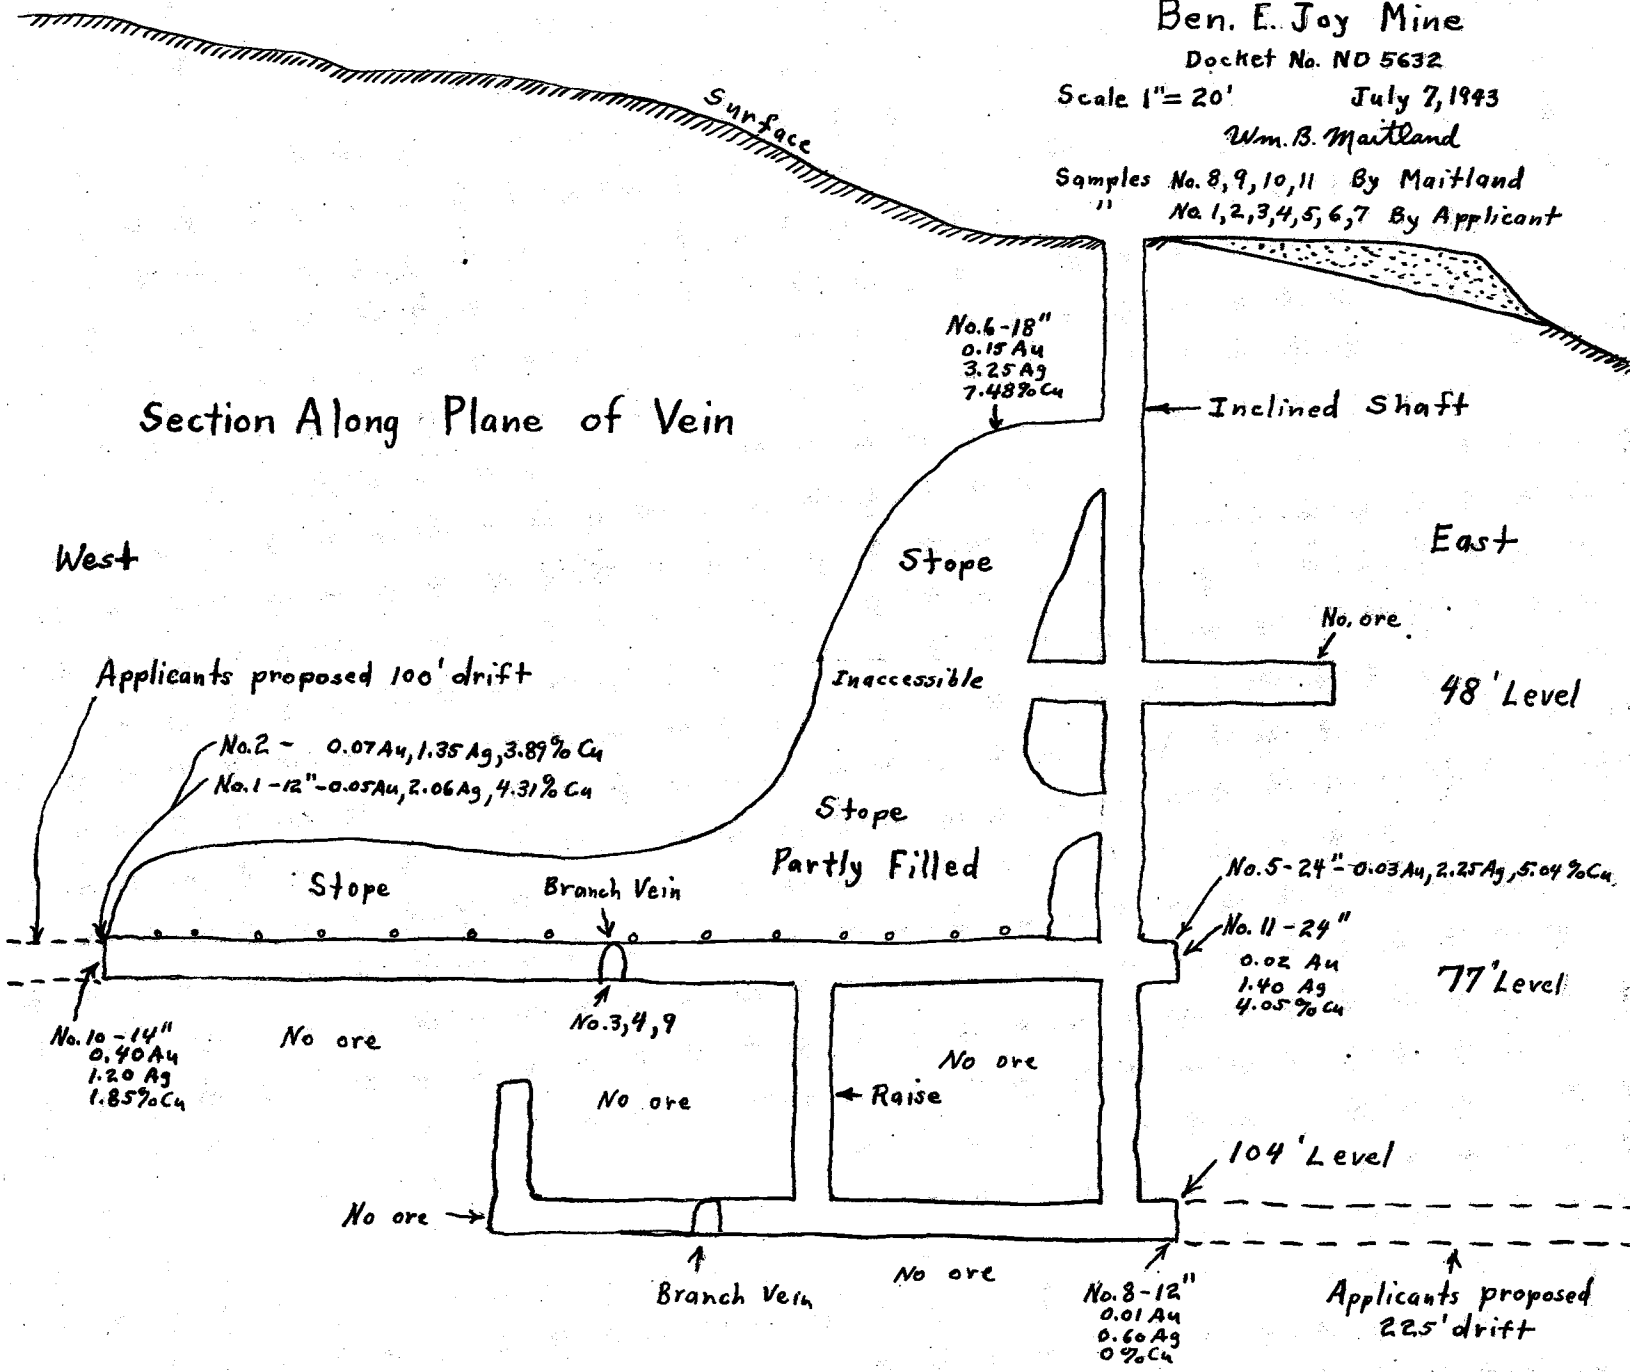 Ben. E. Joy Mine
Docket No. ND 5632
Scale 1"= 20' July 7, 1943
Wm. B. Maitland
Samples No. 8, 9, 10, 11 By Maitland
" No. 1, 2, 3, 4, 5, 6, 7 By Applicant
Surface
No. 6 - 18"
0.15 Au
3.25 Ag
7.48% Cu
Inclined Shaft
Section Along Plane of Vein
West
East
Stope
No. ore
Inaccessible
48' Level
Applicants proposed 100' drift
No. 2 - 0.07 Au, 1.35 Ag, 3.89% Cu
No. 1 - 12" - 0.05 Au, 2.06 Ag, 4.31% Cu
Stope
Partly Filled
Stope
Branch Vein
No. 5 - 24" - 0.03 Au, 2.25 Ag, 5.04% Cu
No. 11 - 24"
0.02 Au
1.40 Ag
4.05% Cu
77' Level
No. 10 - 14"
0.40 Au
1.20 Ag
1.85% Cu
No ore
No. 3, 4, 9
No ore
No ore
Raise
104' Level
No ore
Branch Vein
No ore
No. 8 - 12"
0.01 Au
0.60 Ag
0% Cu
Applicants proposed
225' drift